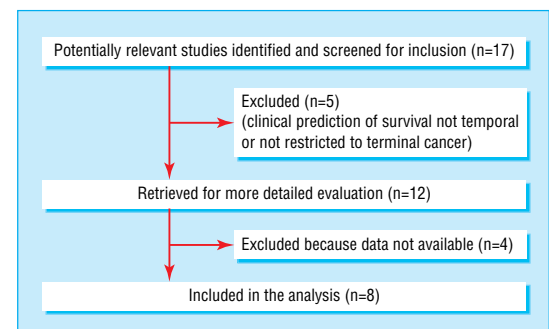 Potentially relevant studies identified and screened for inclusion (n=17)
Excluded (n=5)
(clinical prediction of survival not temporal
or not restricted to terminal cancer)
Retrieved for more detailed evaluation (n=12)
Excluded because data not available (n=4)
Included in the analysis (n=8)